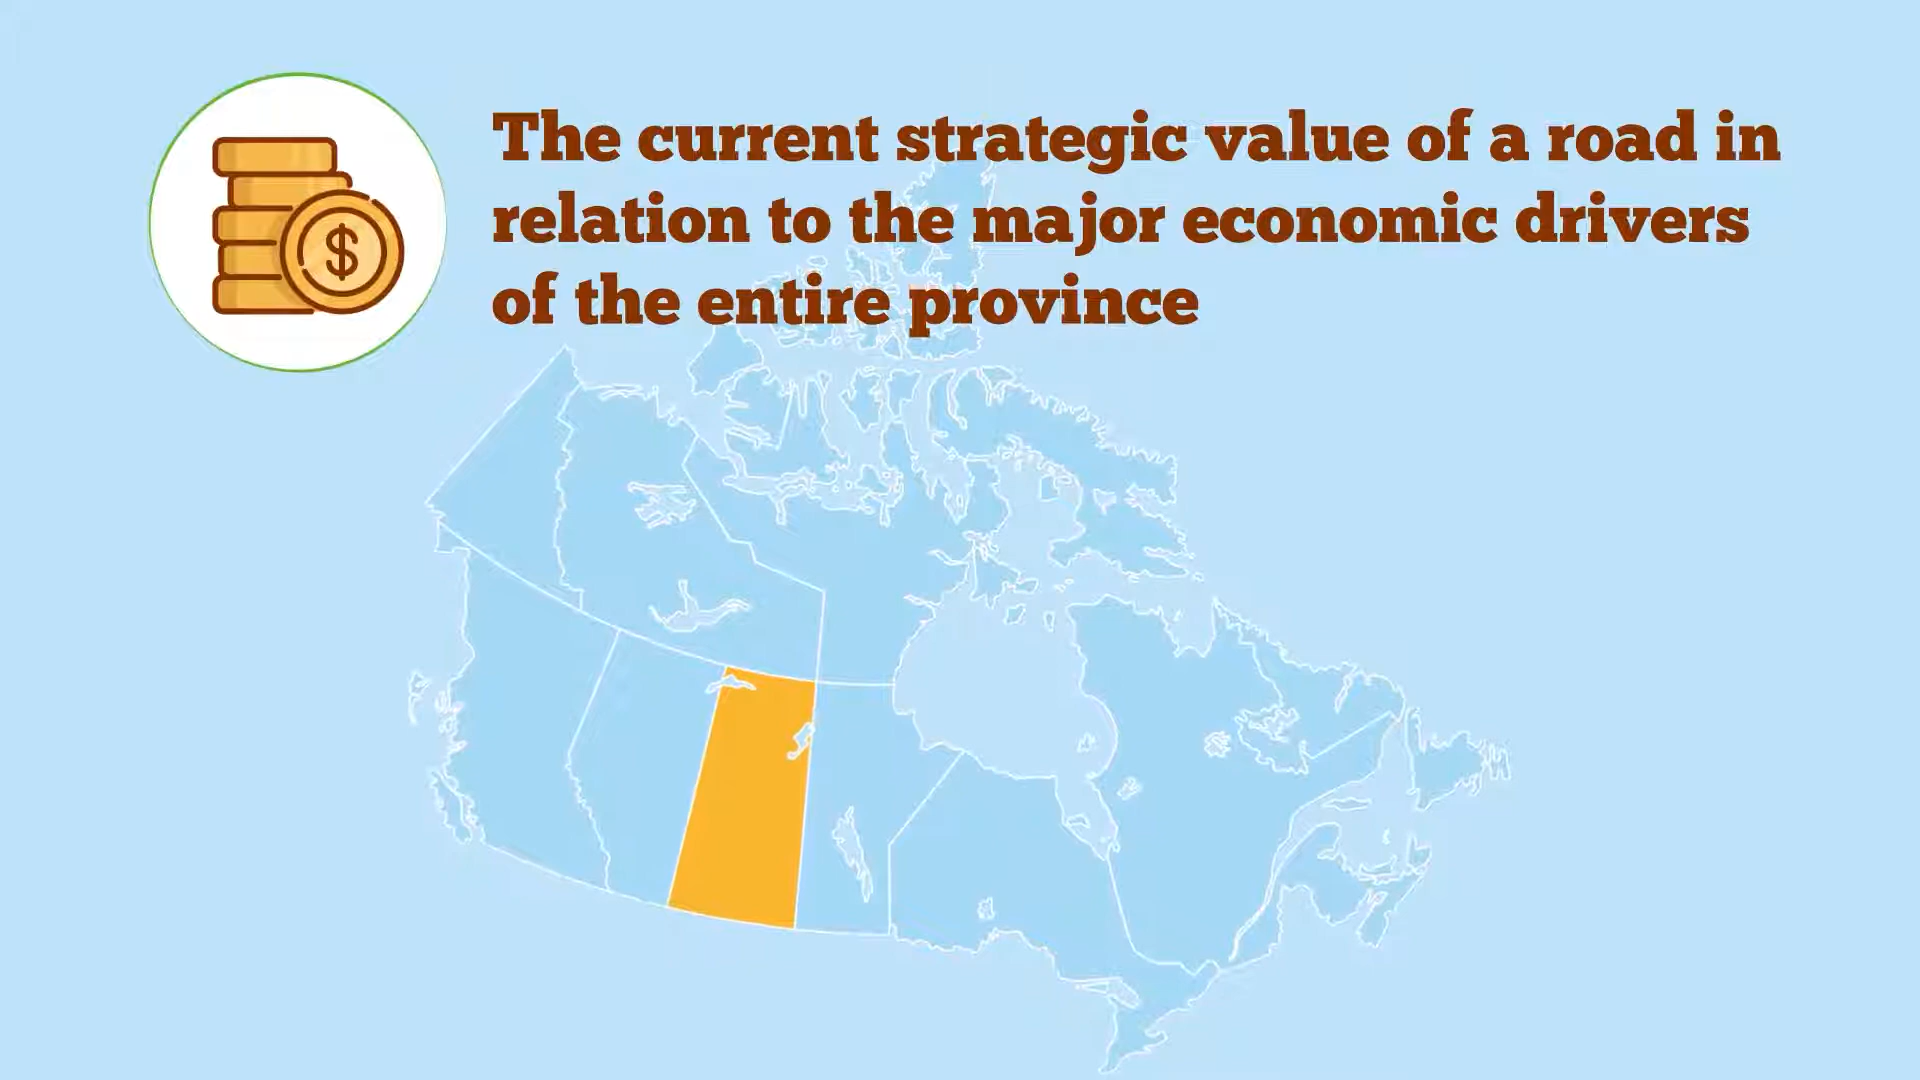 The current strategic value of a road in
relation to the major economic drivers
of the entire province
$